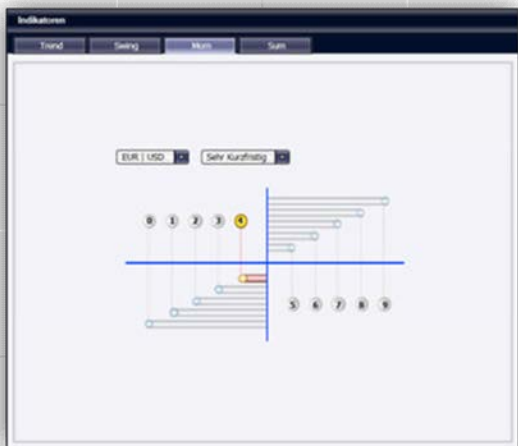 Indikatoren
Trend Swing Mom Sum
EUR | USD Sehr Kurzfristig
0 1 2 3 4
5 6 7 8 9